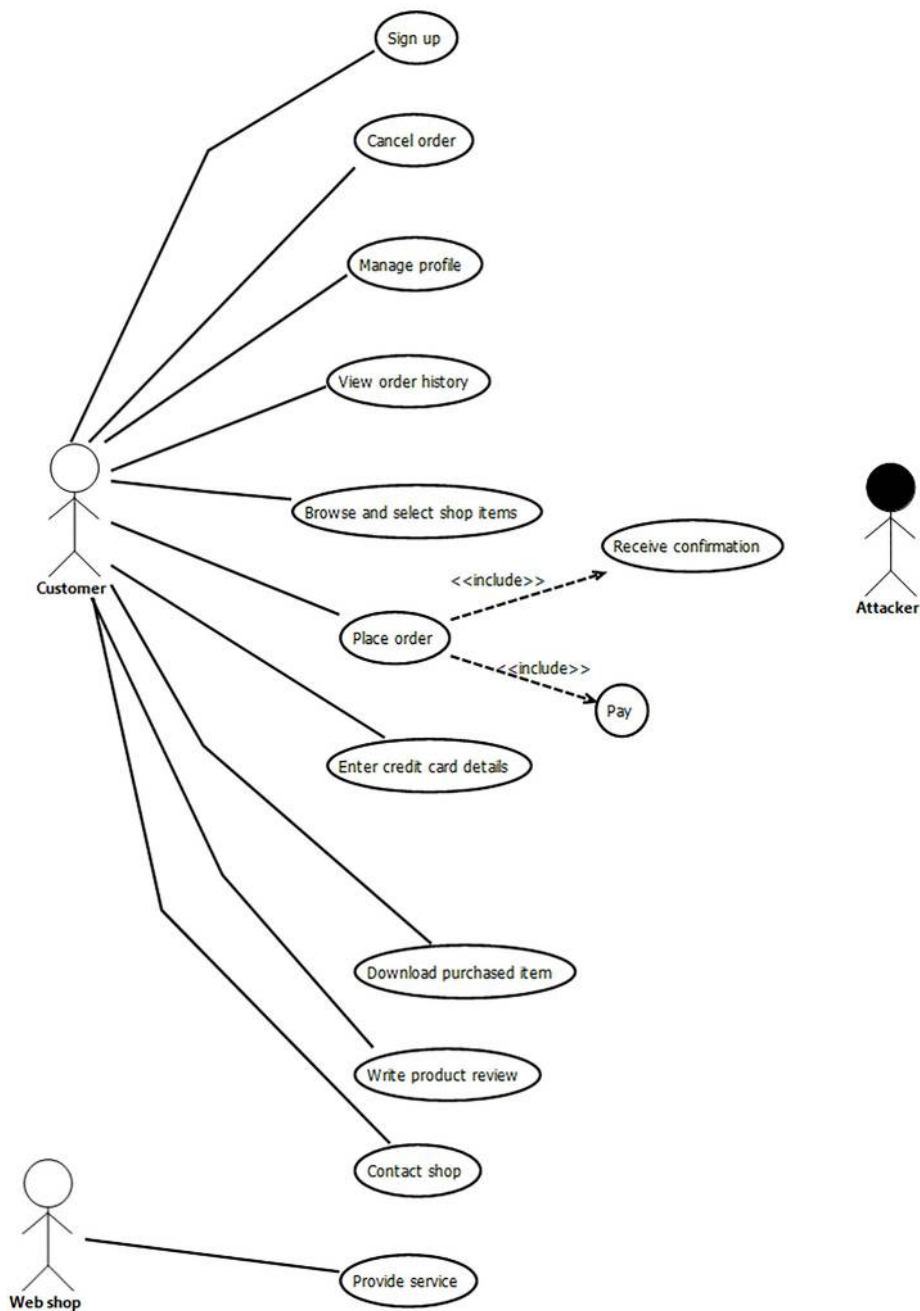 Sign up
Cancel order
Manage profile
View order history
Browse and select shop items
Receive confirmation
<<include>>
Customer
Attacker
Place order
<<include>>
Pay
Enter credit card details
Download purchased item
Write product review
Contact shop
Provide service
Web shop